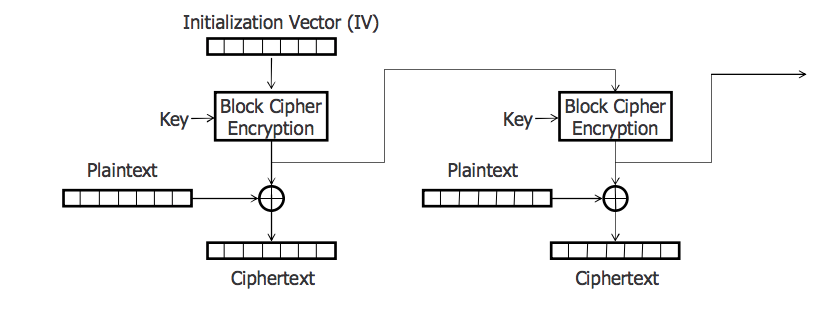 Initialization Vector (IV)
Block Cipher
Encryption
Key
Block Cipher
Encryption
Key
Plaintext
Plaintext
Ciphertext
Ciphertext